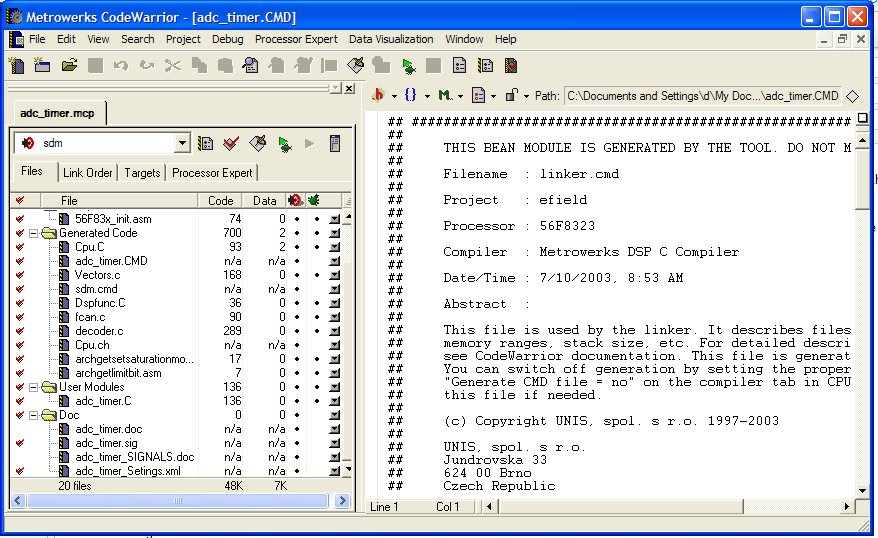 Metrowerks CodeWarrior - [adc_timer.CMD]
File Edit View Search Project Debug Processor Expert Data Visualization Window Help
Path: C:\Documents and Settings\d\My Doc...\adc_timer.CMD
adc_timer.mcp
sdm
Files Link Order Targets Processor Expert
File Code Data
56F83x_init.asm 74 0
Generated Code 700 2
Cpu.C 93 2
adc_timer.CMD n/a n/a
Vectors.c 168 0
sdm.cmd n/a n/a
Dspfunc.C 36 0
fcan.c 90 0
decoder.c 289 0
Cpu.ch n/a n/a
archgetsetsaturationmo... 17 0
archgetlimitbit.asm 7 0
User Modules 136 0
adc_timer.C 136 0
Doc 0 0
adc_timer.doc n/a n/a
adc_timer.sig n/a n/a
adc_timer_SIGNALS.doc n/a n/a
adc_timer_Setings.xml n/a n/a
20 files 48K 7K
## ########################################################
##
## THIS BEAN MODULE IS GENERATED BY THE TOOL. DO NOT M
##
## Filename : linker.cmd
##
## Project : efield
##
## Processor : 56F8323
##
## Compiler : Metrowerks DSP C Compiler
##
## Date/Time : 7/10/2003, 8:53 AM
##
## Abstract :
##
## This file is used by the linker. It describes files
## memory ranges, stack size, etc. For detailed descri
## see CodeWarrior documentation. This file is generat
## You can switch off generation by setting the proper
## "Generate CMD file = no" on the compiler tab in CPU
## this file if needed.
##
## (c) Copyright UNIS, spol. s r.o. 1997-2003
##
## UNIS, spol. s r.o.
## Jundrovska 33
## 624 00 Brno
## Czech Republic
Line 1 Col 1